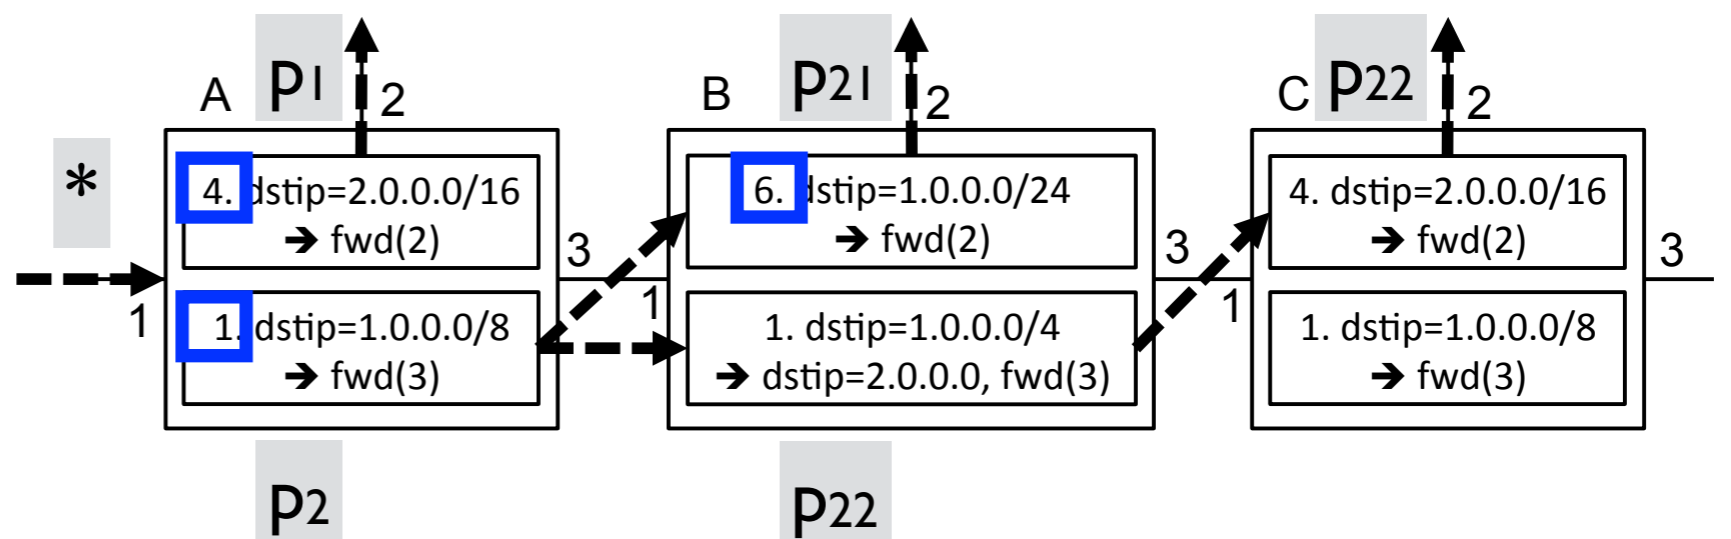 A p1 2 B p21 2 C p22 2
*
4. dstip=2.0.0.0/16
➔ fwd(2)
1. dstip=1.0.0.0/8
➔ fwd(3)
1
3
6. dstip=1.0.0.0/24
➔ fwd(2)
1. dstip=1.0.0.0/4
➔ dstip=2.0.0.0, fwd(3)
1
3
4. dstip=2.0.0.0/16
➔ fwd(2)
1. dstip=1.0.0.0/8
➔ fwd(3)
1
3
p2 p22